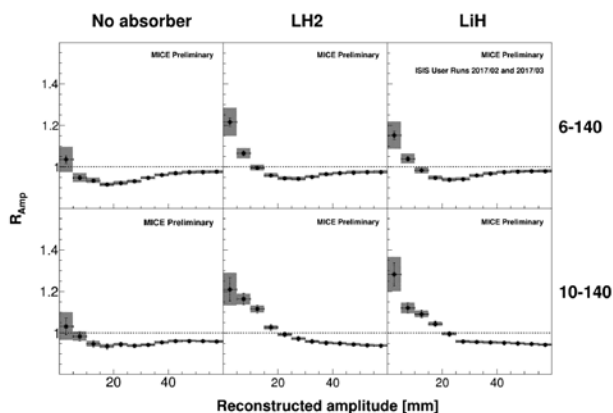 No absorber LH2 LiH
MICE Preliminary MICE Preliminary MICE Preliminary
ISIS User Runs 2017/02 and 2017/03
1.4
1.2
1
6-140
R_Amp
MICE Preliminary MICE Preliminary MICE Preliminary
1.4
1.2
1
10-140
20 40 20 40 20 40
Reconstructed amplitude [mm]